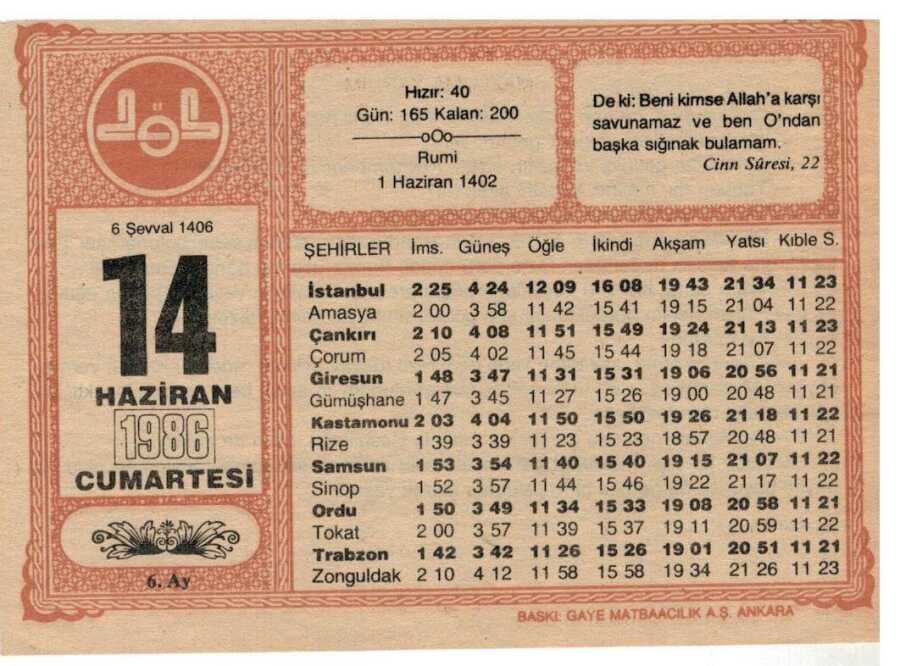 6 Şevval 1406
14
HAZİRAN
1986
CUMARTESİ
6. Ay
Hızır: 40
Gün: 165 Kalan: 200
oOo
Rumi
1 Haziran 1402
De ki: Beni kimse Allah'a karşı
savunamaz ve ben O'ndan
başka sığınak bulamam.
Cinn Sûresi, 22
ŞEHİRLER İms. Güneş Öğle İkindi Akşam Yatsı Kıble S.
İstanbul 2 25 4 24 12 09 16 08 19 43 21 34 11 23
Amasya 2 00 3 58 11 42 15 41 19 15 21 04 11 22
Çankırı 2 10 4 08 11 51 15 49 19 24 21 13 11 23
Çorum 2 05 4 02 11 45 15 44 19 18 21 07 11 22
Giresun 1 48 3 47 11 31 15 31 19 06 20 56 11 21
Gümüşhane 1 47 3 45 11 27 15 26 19 00 20 48 11 21
Kastamonu 2 03 4 04 11 50 15 50 19 26 21 18 11 22
Rize 1 39 3 39 11 23 15 23 18 57 20 48 11 21
Samsun 1 53 3 54 11 40 15 40 19 15 21 07 11 22
Sinop 1 52 3 57 11 44 15 46 19 22 21 17 11 22
Ordu 1 50 3 49 11 34 15 33 19 08 20 58 11 21
Tokat 2 00 3 57 11 39 15 37 19 11 20 59 11 22
Trabzon 1 42 3 42 11 26 15 26 19 01 20 51 11 21
Zonguldak 2 10 4 12 11 58 15 58 19 34 21 26 11 23
BASKI: GAYE MATBAACILIK A.Ş. ANKARA